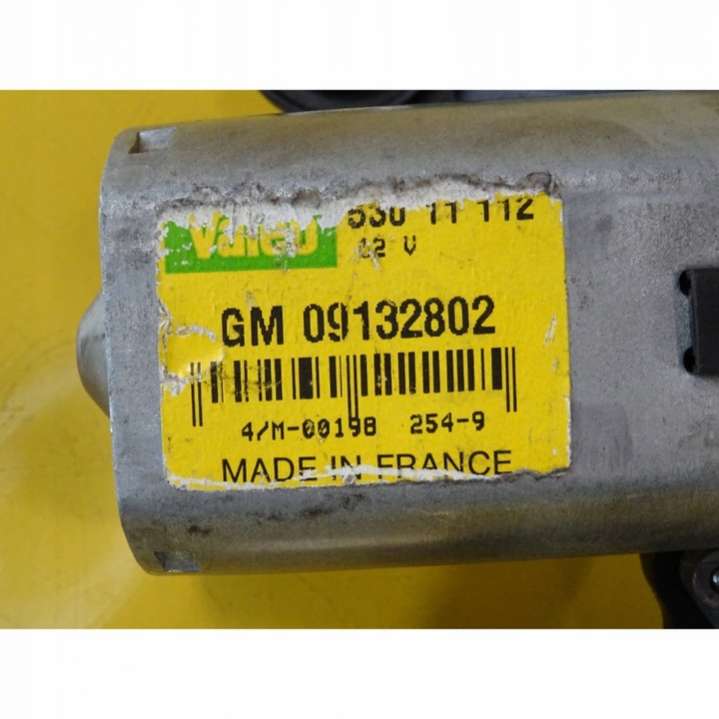 Valeo 530 11 112
12 V
GM 09132802
4/M-00198 254-9
MADE IN FRANCE